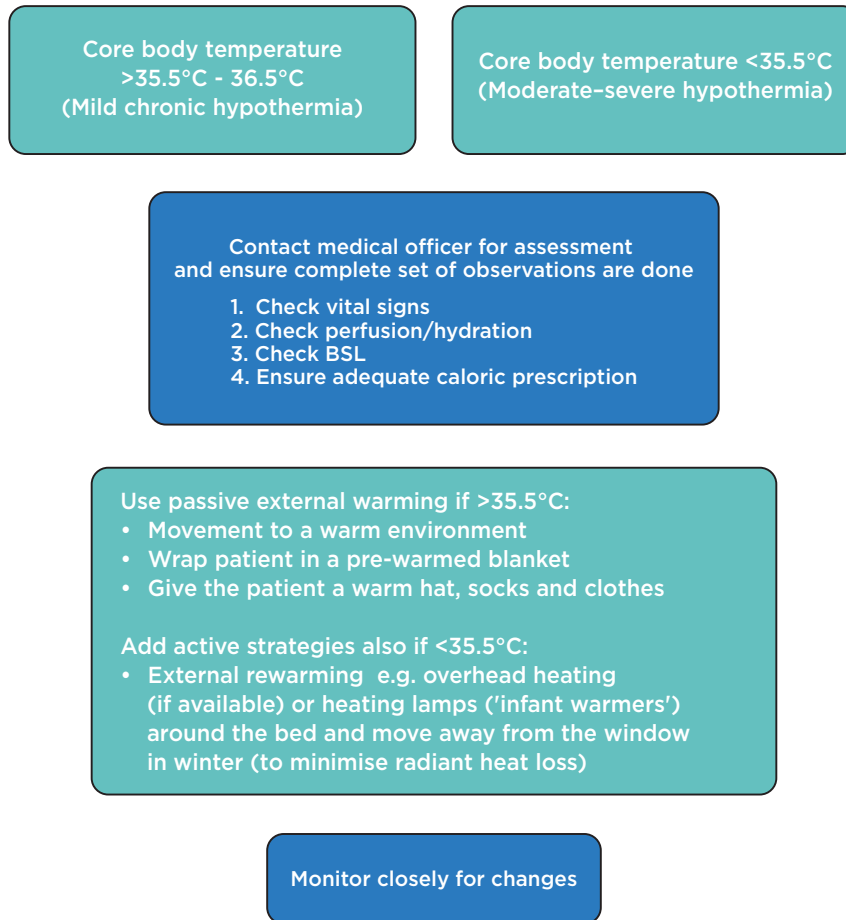 Core body temperature
>35.5°C - 36.5°C
(Mild chronic hypothermia)
Core body temperature <35.5°C
(Moderate–severe hypothermia)
Contact medical officer for assessment
and ensure complete set of observations are done
1. Check vital signs
2. Check perfusion/hydration
3. Check BSL
4. Ensure adequate caloric prescription
Use passive external warming if >35.5°C:
• Movement to a warm environment
• Wrap patient in a pre-warmed blanket
• Give the patient a warm hat, socks and clothes
Add active strategies also if <35.5°C:
• External rewarming e.g. overhead heating
(if available) or heating lamps ('infant warmers')
around the bed and move away from the window
in winter (to minimise radiant heat loss)
Monitor closely for changes